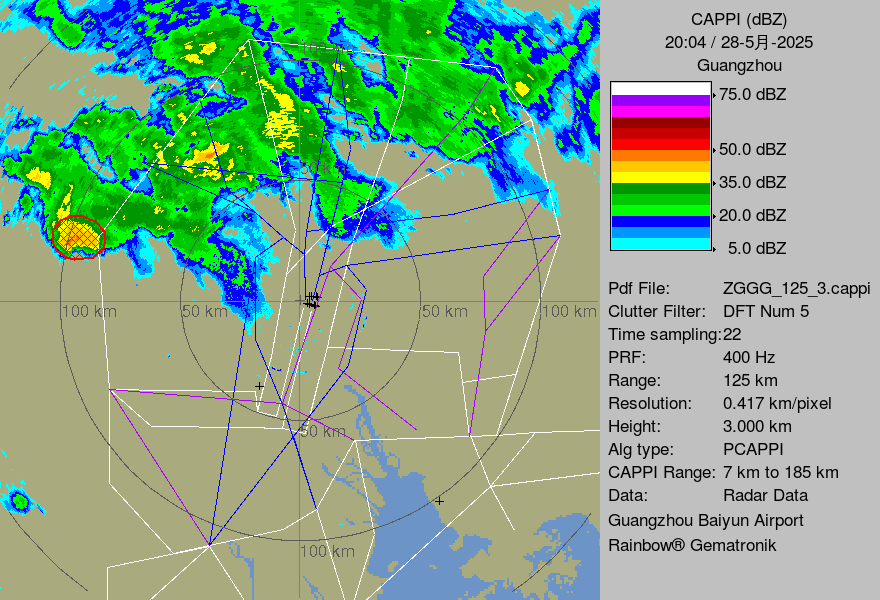 CAPPI (dBZ)
20:04 / 28-5月-2025
Guangzhou
75.0 dBZ
50.0 dBZ
35.0 dBZ
20.0 dBZ
5.0 dBZ
Pdf File: ZGGG_125_3.cappi
Clutter Filter: DFT Num 5
Time sampling:22
PRF: 400 Hz
Range: 125 km
Resolution: 0.417 km/pixel
Height: 3.000 km
Alg type: PCAPPI
CAPPI Range: 7 km to 185 km
Data: Radar Data
Guangzhou Baiyun Airport
Rainbow® Gematronik
100 km
50 km
50 km
100 km
50 km
100 km